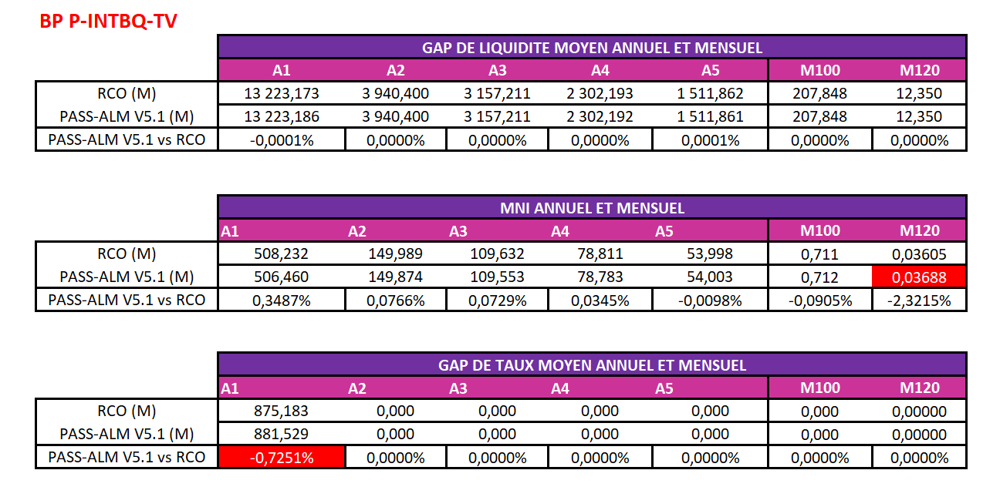 BP P-INTBQ-TV
GAP DE LIQUIDITE MOYEN ANNUEL ET MENSUEL
A1 A2 A3 A4 A5 M100 M120
RCO (M) 13 223,173 3 940,400 3 157,211 2 302,193 1 511,862 207,848 12,350
PASS-ALM V5.1 (M) 13 223,186 3 940,400 3 157,211 2 302,192 1 511,861 207,848 12,350
PASS-ALM V5.1 vs RCO -0,0001% 0,0000% 0,0000% 0,0000% 0,0001% 0,0000% 0,0000%
MNI ANNUEL ET MENSUEL
A1 A2 A3 A4 A5 M100 M120
RCO (M) 508,232 149,989 109,632 78,811 53,998 0,711 0,03605
PASS-ALM V5.1 (M) 506,460 149,874 109,553 78,783 54,003 0,712 0,03688
PASS-ALM V5.1 vs RCO 0,3487% 0,0766% 0,0729% 0,0345% -0,0098% -0,0905% -2,3215%
GAP DE TAUX MOYEN ANNUEL ET MENSUEL
A1 A2 A3 A4 A5 M100 M120
RCO (M) 875,183 0,000 0,000 0,000 0,000 0,000 0,00000
PASS-ALM V5.1 (M) 881,529 0,000 0,000 0,000 0,000 0,000 0,00000
PASS-ALM V5.1 vs RCO -0,7251% 0,0000% 0,0000% 0,0000% 0,0000% 0,0000% 0,0000%